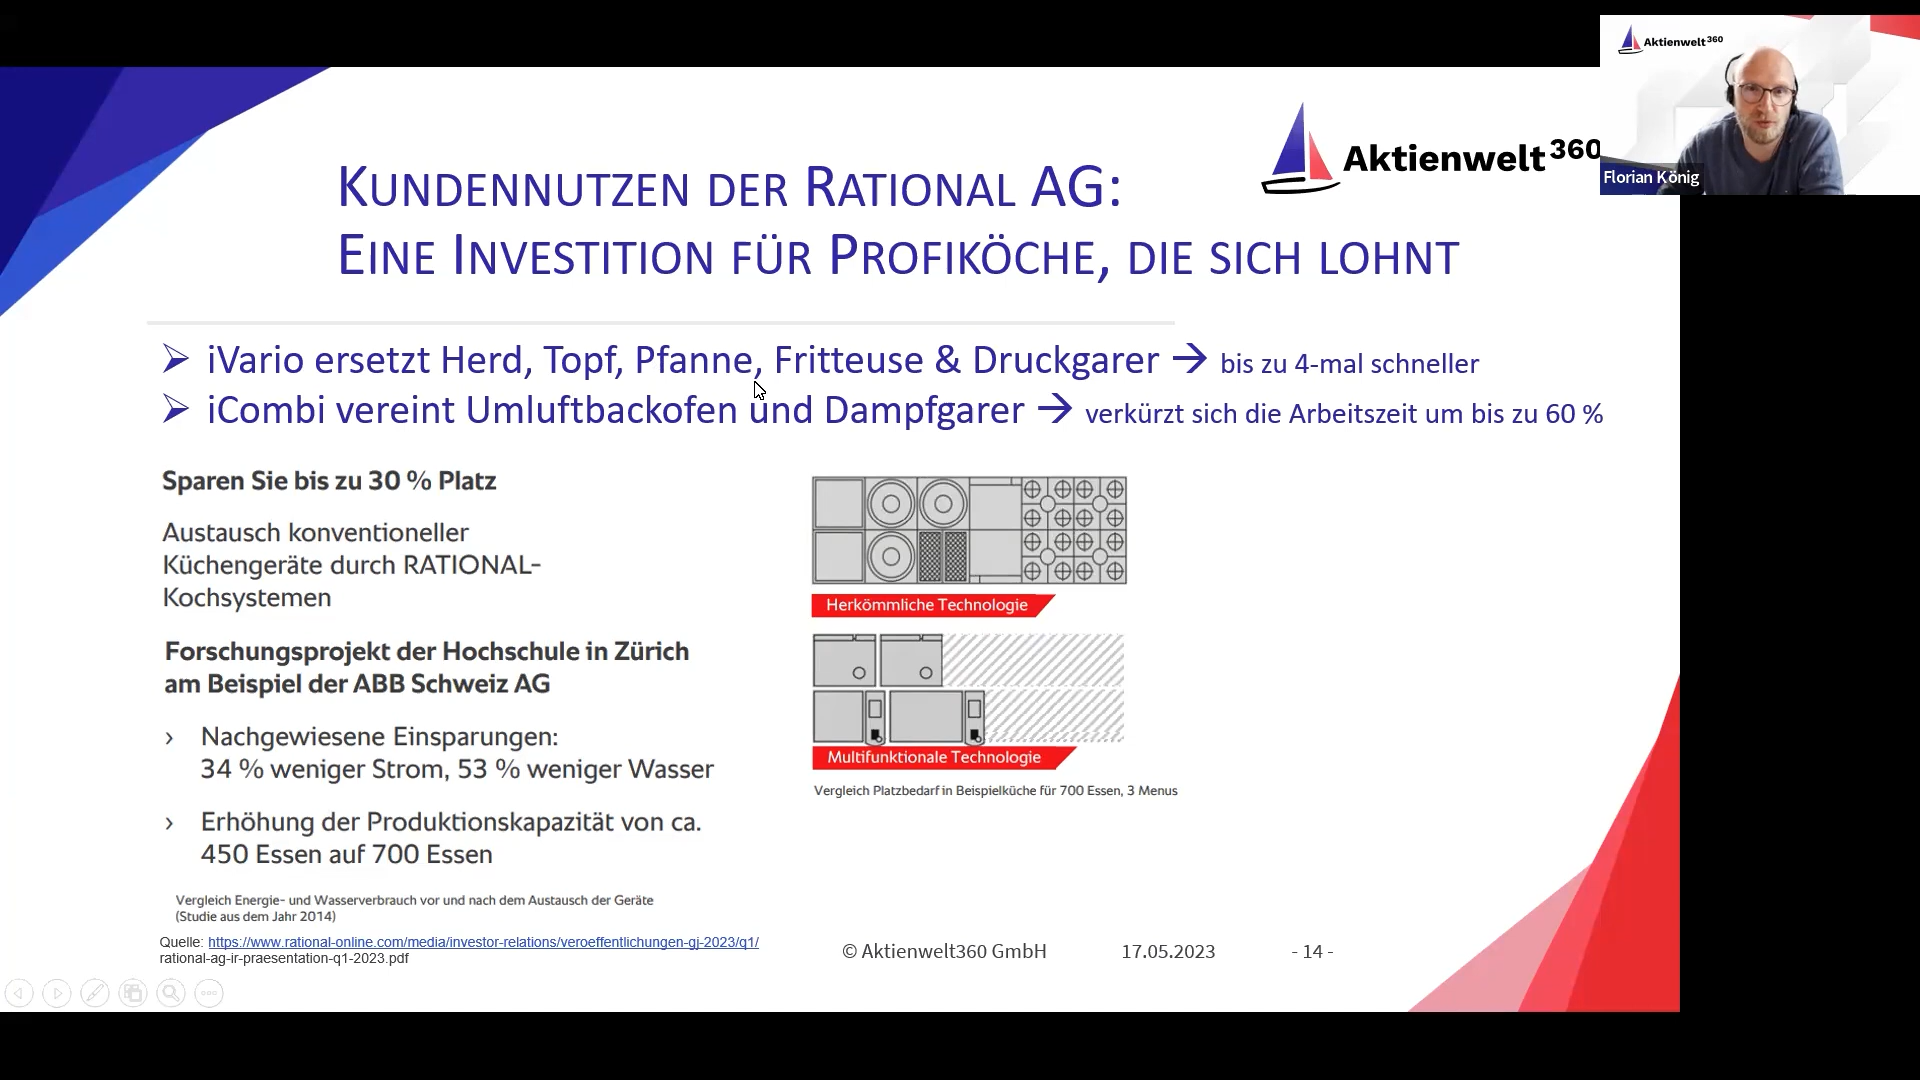 Aktienwelt360
Florian König
Aktienwelt360
KUNDENNUTZEN DER RATIONAL AG:
EINE INVESTITION FÜR PROFIKÖCHE, DIE SICH LOHNT
➢ iVario ersetzt Herd, Topf, Pfanne, Fritteuse & Druckgarer → bis zu 4-mal schneller
➢ iCombi vereint Umluftbackofen und Dampfgarer → verkürzt sich die Arbeitszeit um bis zu 60 %
Sparen Sie bis zu 30 % Platz
Austausch konventioneller
Küchengeräte durch RATIONAL-
Kochsystemen
Forschungsprojekt der Hochschule in Zürich
am Beispiel der ABB Schweiz AG
› Nachgewiesene Einsparungen:
34 % weniger Strom, 53 % weniger Wasser
› Erhöhung der Produktionskapazität von ca.
450 Essen auf 700 Essen
Vergleich Energie- und Wasserverbrauch vor und nach dem Austausch der Geräte
(Studie aus dem Jahr 2014)
Herkömmliche Technologie
Multifunktionale Technologie
Vergleich Platzbedarf in Beispielküche für 700 Essen, 3 Menus
Quelle: https://www.rational-online.com/media/investor-relations/veroeffentlichungen-gj-2023/q1/
rational-ag-ir-praesentation-q1-2023.pdf
© Aktienwelt360 GmbH 17.05.2023 - 14 -